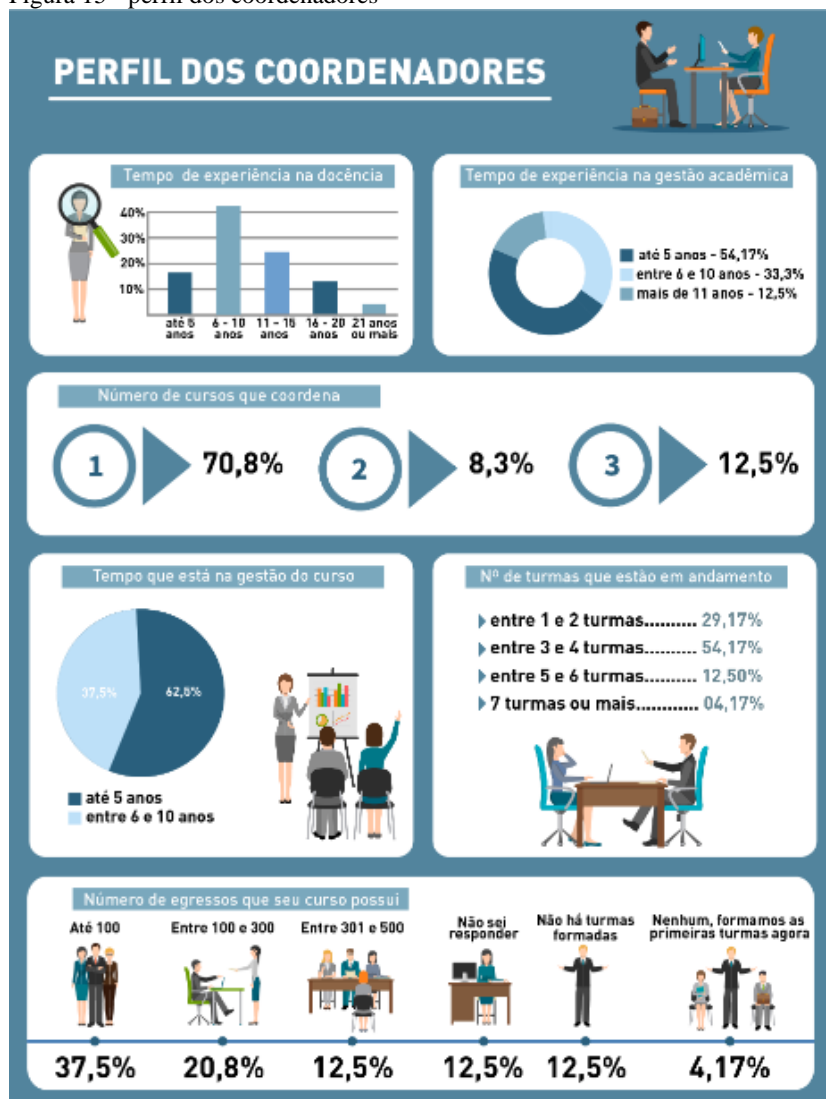 Figura 15 - perfil dos coordenadores
PERFIL DOS COORDENADORES
Tempo de experiência na docência
40%
30%
20%
10%
até 5 anos
6 - 10 anos
11 - 15 anos
16 - 20 anos
21 anos ou mais
Tempo de experiência na gestão acadêmica
até 5 anos - 54,17%
entre 6 e 10 anos - 33,3%
mais de 11 anos - 12,5%
Número de cursos que coordena
1 70,8% 2 8,3% 3 12,5%
Tempo que está na gestão do curso
37,5% 62,5%
até 5 anos
entre 6 e 10 anos
Nº de turmas que estão em andamento
entre 1 e 2 turmas.......... 29,17%
entre 3 e 4 turmas.......... 54,17%
entre 5 e 6 turmas.......... 12,50%
7 turmas ou mais............ 04,17%
Número de egressos que seu curso possui
Até 100
Entre 100 e 300
Entre 301 e 500
Não sei responder
Não há turmas formadas
Nenhum, formamos as primeiras turmas agora
37,5% 20,8% 12,5% 12,5% 12,5% 4,17%